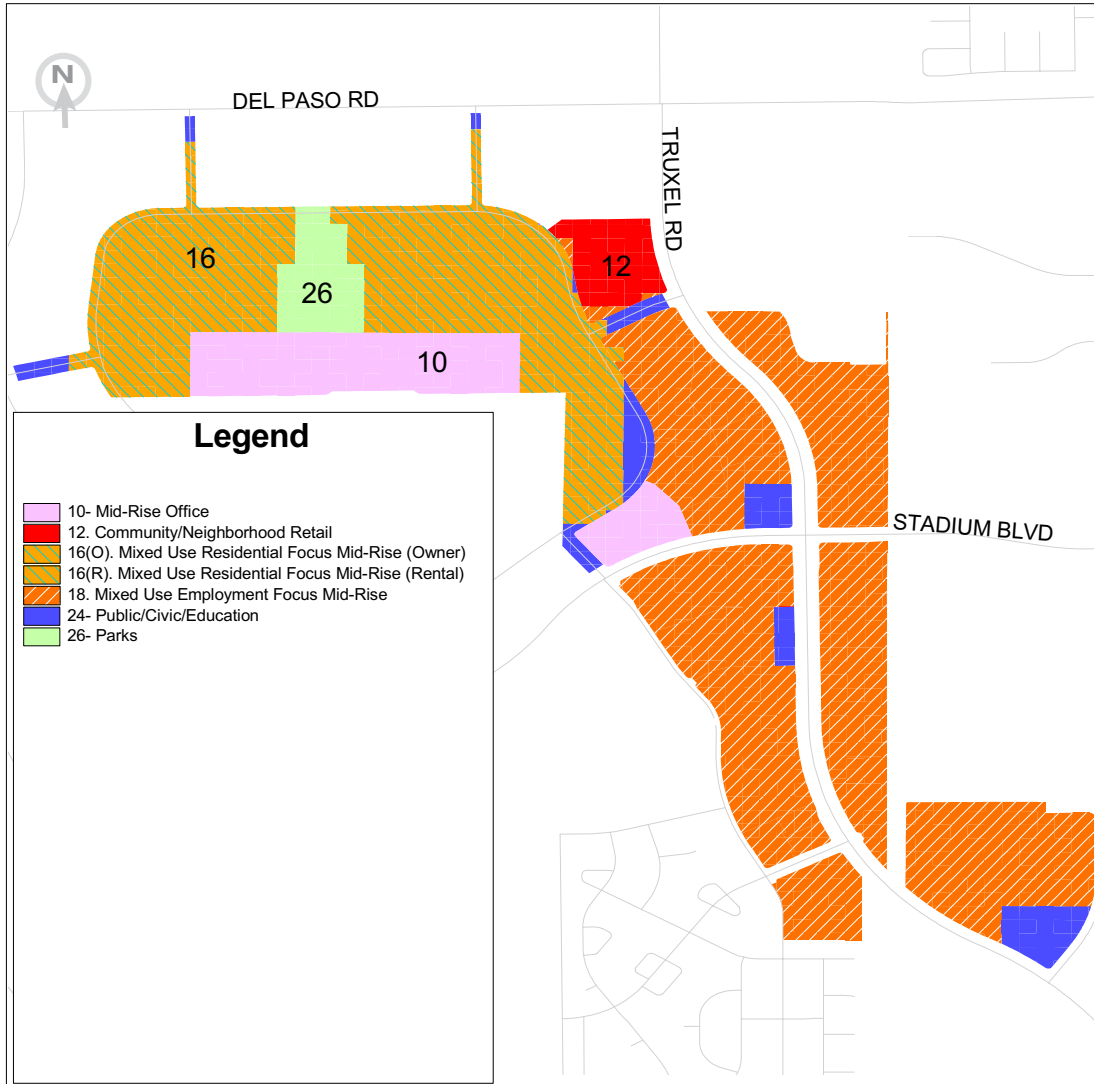 N
DEL PASO RD
TRUXEL RD
16
12
26
10
STADIUM BLVD
Legend
10- Mid-Rise Office
12. Community/Neighborhood Retail
16(O). Mixed Use Residential Focus Mid-Rise (Owner)
16(R). Mixed Use Residential Focus Mid-Rise (Rental)
18. Mixed Use Employment Focus Mid-Rise
24- Public/Civic/Education
26- Parks